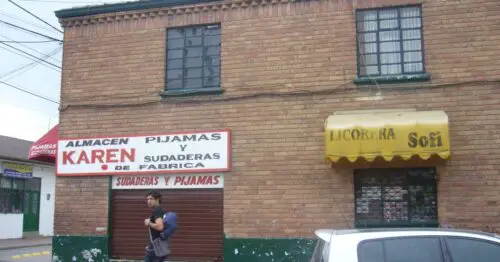 ALMACEN PIJAMAS
KAREN Y
SUDADERAS
DE FABRICA
SUDADERAS Y PIJAMAS
LICORERA Sofi